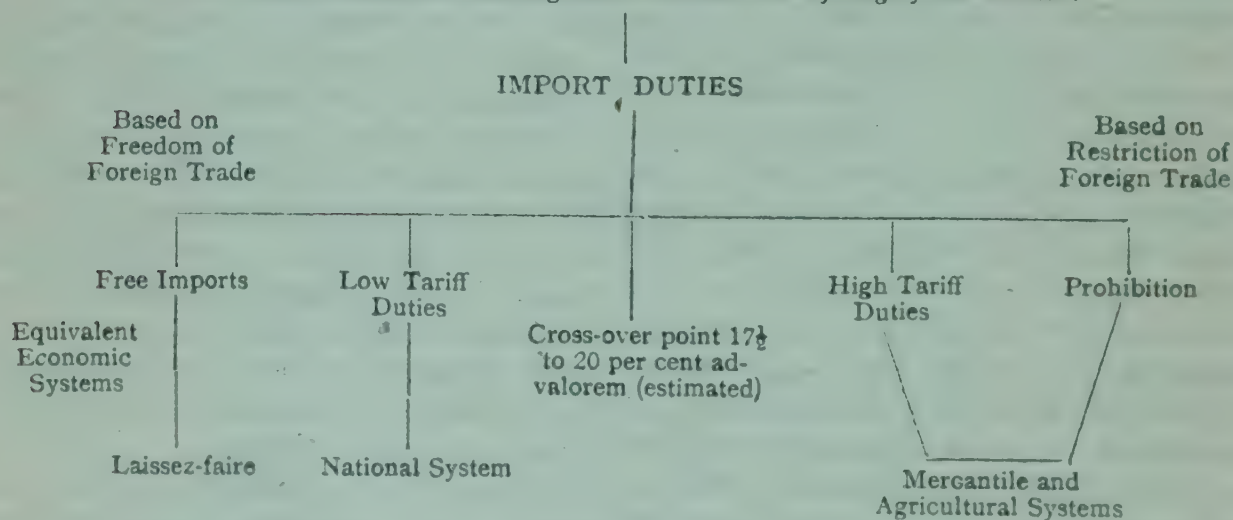 IMPORT DUTIES
Based on
Freedom of
Foreign Trade
Based on
Restriction of
Foreign Trade
Free Imports
Low Tariff
Duties
High Tariff
Duties
Prohibition
Equivalent
Economic
Systems
Cross-over point 17½
to 20 per cent ad-
valorem (estimated)
Laissez-faire
National System
Mercantile and
Agricultural Systems